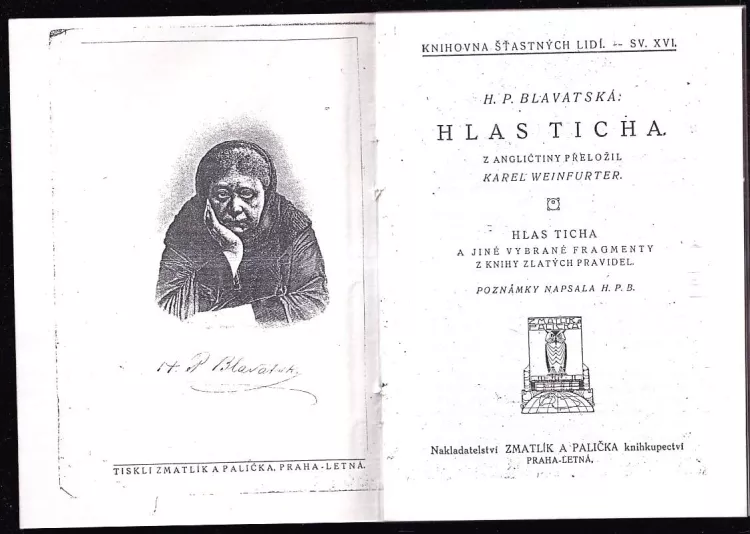 H. P. Blavatsky
TISKLI ZMATLÍK A PALIČKA, PRAHA-LETNÁ.
KNIHOVNA ŠŤASTNÝCH LIDÍ. — SV. XVI.
H. P. BLAVATSKÁ:
HLAS TICHA.
Z ANGLIČTINY PŘELOŽIL
KAREL WEINFURTER.
HLAS TICHA
A JINÉ VYBRANÉ FRAGMENTY
Z KNIHY ZLATÝCH PRAVIDEL.
POZNÁMKY NAPSALA H. P. B.
ZMATLÍK A
PALIČKA
Nakladatelství ZMATLÍK A PALIČKA knihkupectví
PRAHA-LETNÁ.